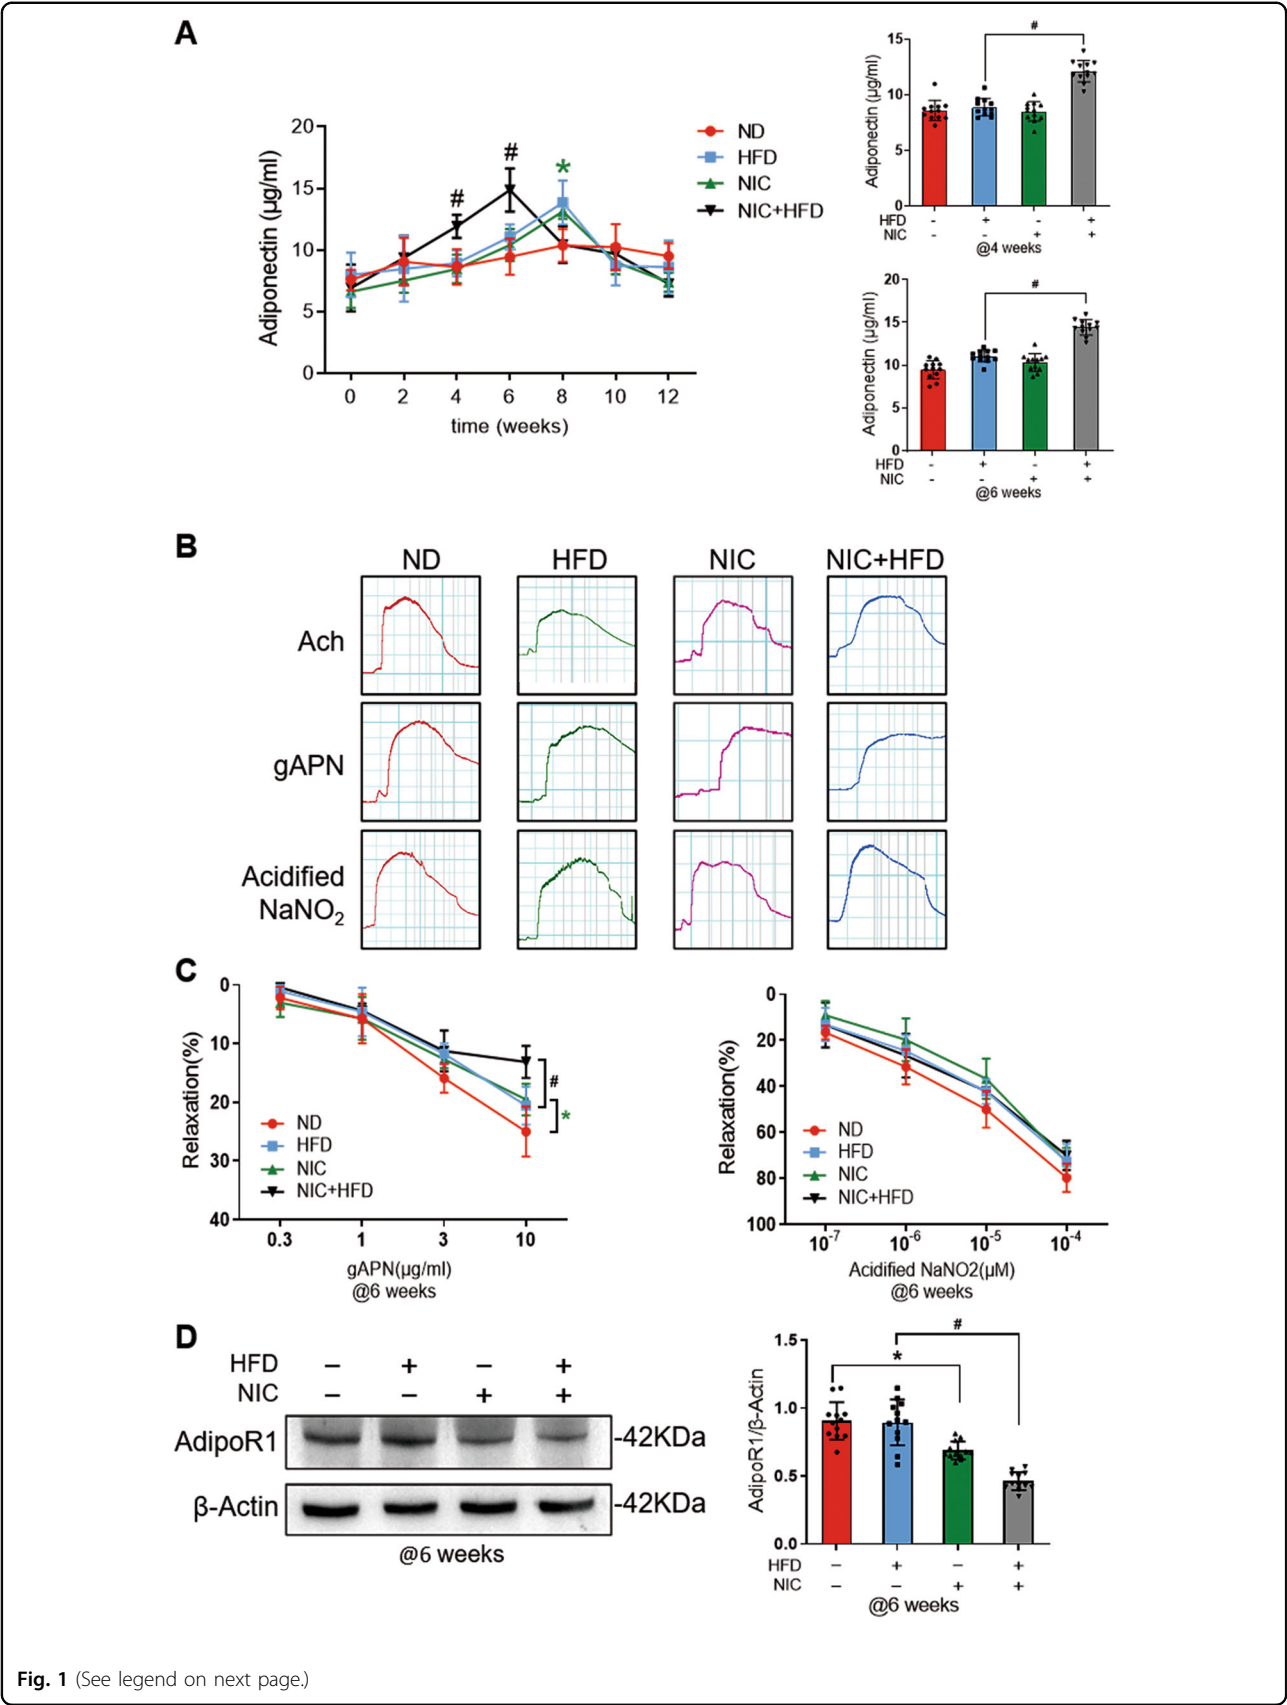 A
Adiponectin (μg/ml)
20
15
10
5
0
#
#
*
0 2 4 6 8 10 12
time (weeks)
ND
HFD
NIC
NIC+HFD
Adiponectin (μg/ml)
15
10
5
0
#
HFD - + - +
NIC - - + +
@4 weeks
Adiponectin (μg/ml)
20
15
10
5
0
#
HFD - + - +
NIC - - + +
@6 weeks
B
ND HFD NIC NIC+HFD
Ach
gAPN
Acidified
NaNO2
C
Relaxation(%)
0
10
20
30
40
#
*
ND
HFD
NIC
NIC+HFD
0.3 1 3 10
gAPN(μg/ml)
@6 weeks
Relaxation(%)
0
20
40
60
80
100
ND
HFD
NIC
NIC+HFD
10-7 10-6 10-5 10-4
Acidified NaNO2(μM)
@6 weeks
D
HFD − + − +
NIC − − + +
AdipoR1 -42KDa
β-Actin -42KDa
@6 weeks
AdipoR1/β-Actin
1.5
1.0
0.5
0.0
*
#
HFD − + − +
NIC − − + +
@6 weeks
Fig. 1 (See legend on next page.)